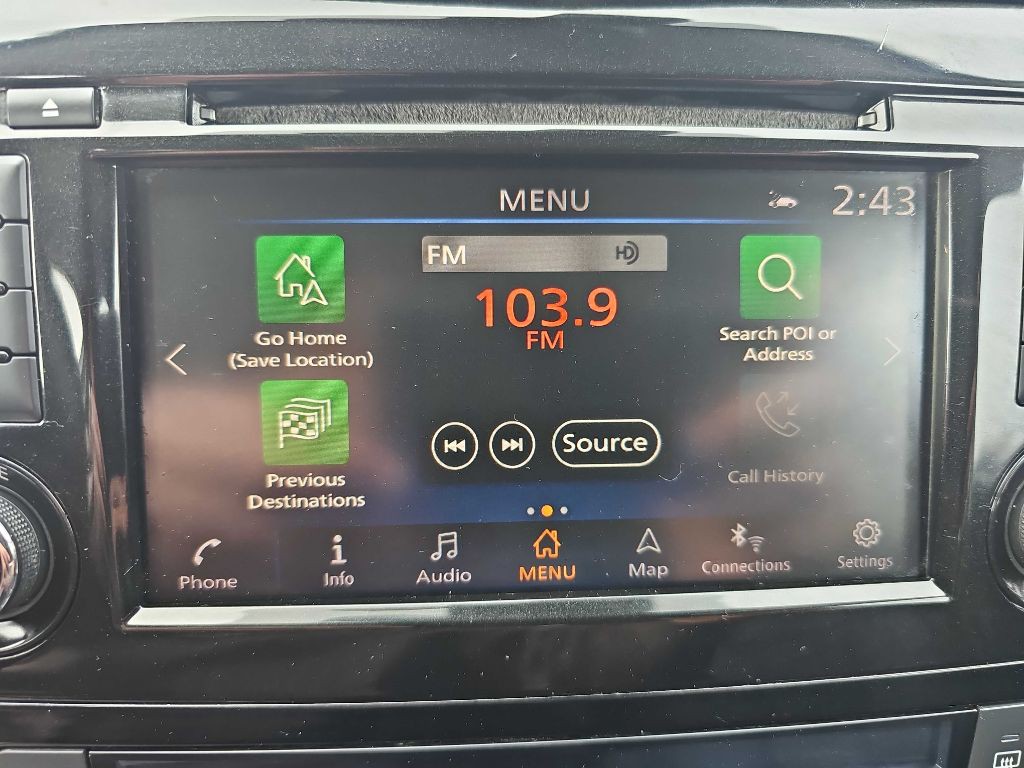 MENU
2:43
FM
HD
103.9
FM
Go Home
(Save Location)
Search POI or
Address
Source
Previous
Destinations
Call History
Phone
Info
Audio
MENU
Map
Connections
Settings